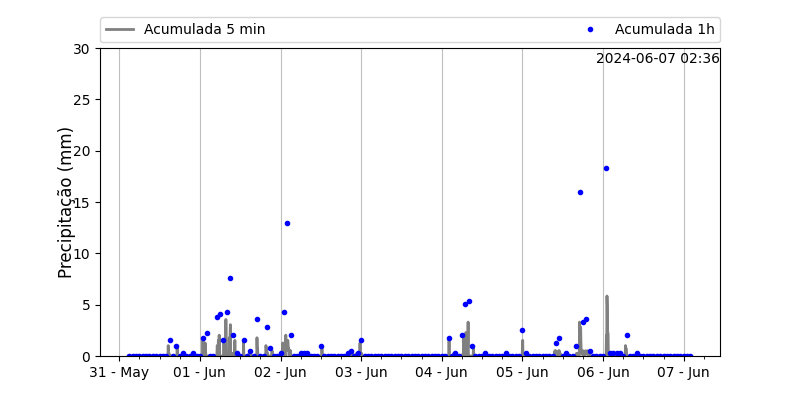 Acumulada 5 min
Acumulada 1h
2024-06-07 02:36
Precipitação (mm)
30
25
20
15
10
5
0
31 - May
01 - Jun
02 - Jun
03 - Jun
04 - Jun
05 - Jun
06 - Jun
07 - Jun